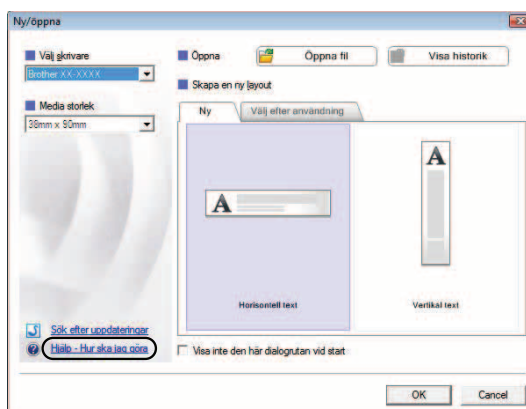 Ny/öppna
Välj skrivare
Brother XX-XXXX
Media storlek
38mm x 90mm
Öppna
Öppna fil
Visa historik
Skapa en ny layout
Ny
Välj efter användning
A
Horisontell text
A
Vertikal text
Sök efter uppdateringar
Hjälp - Hur ska jag göra
Visa inte den här dialogrutan vid start
OK
Cancel